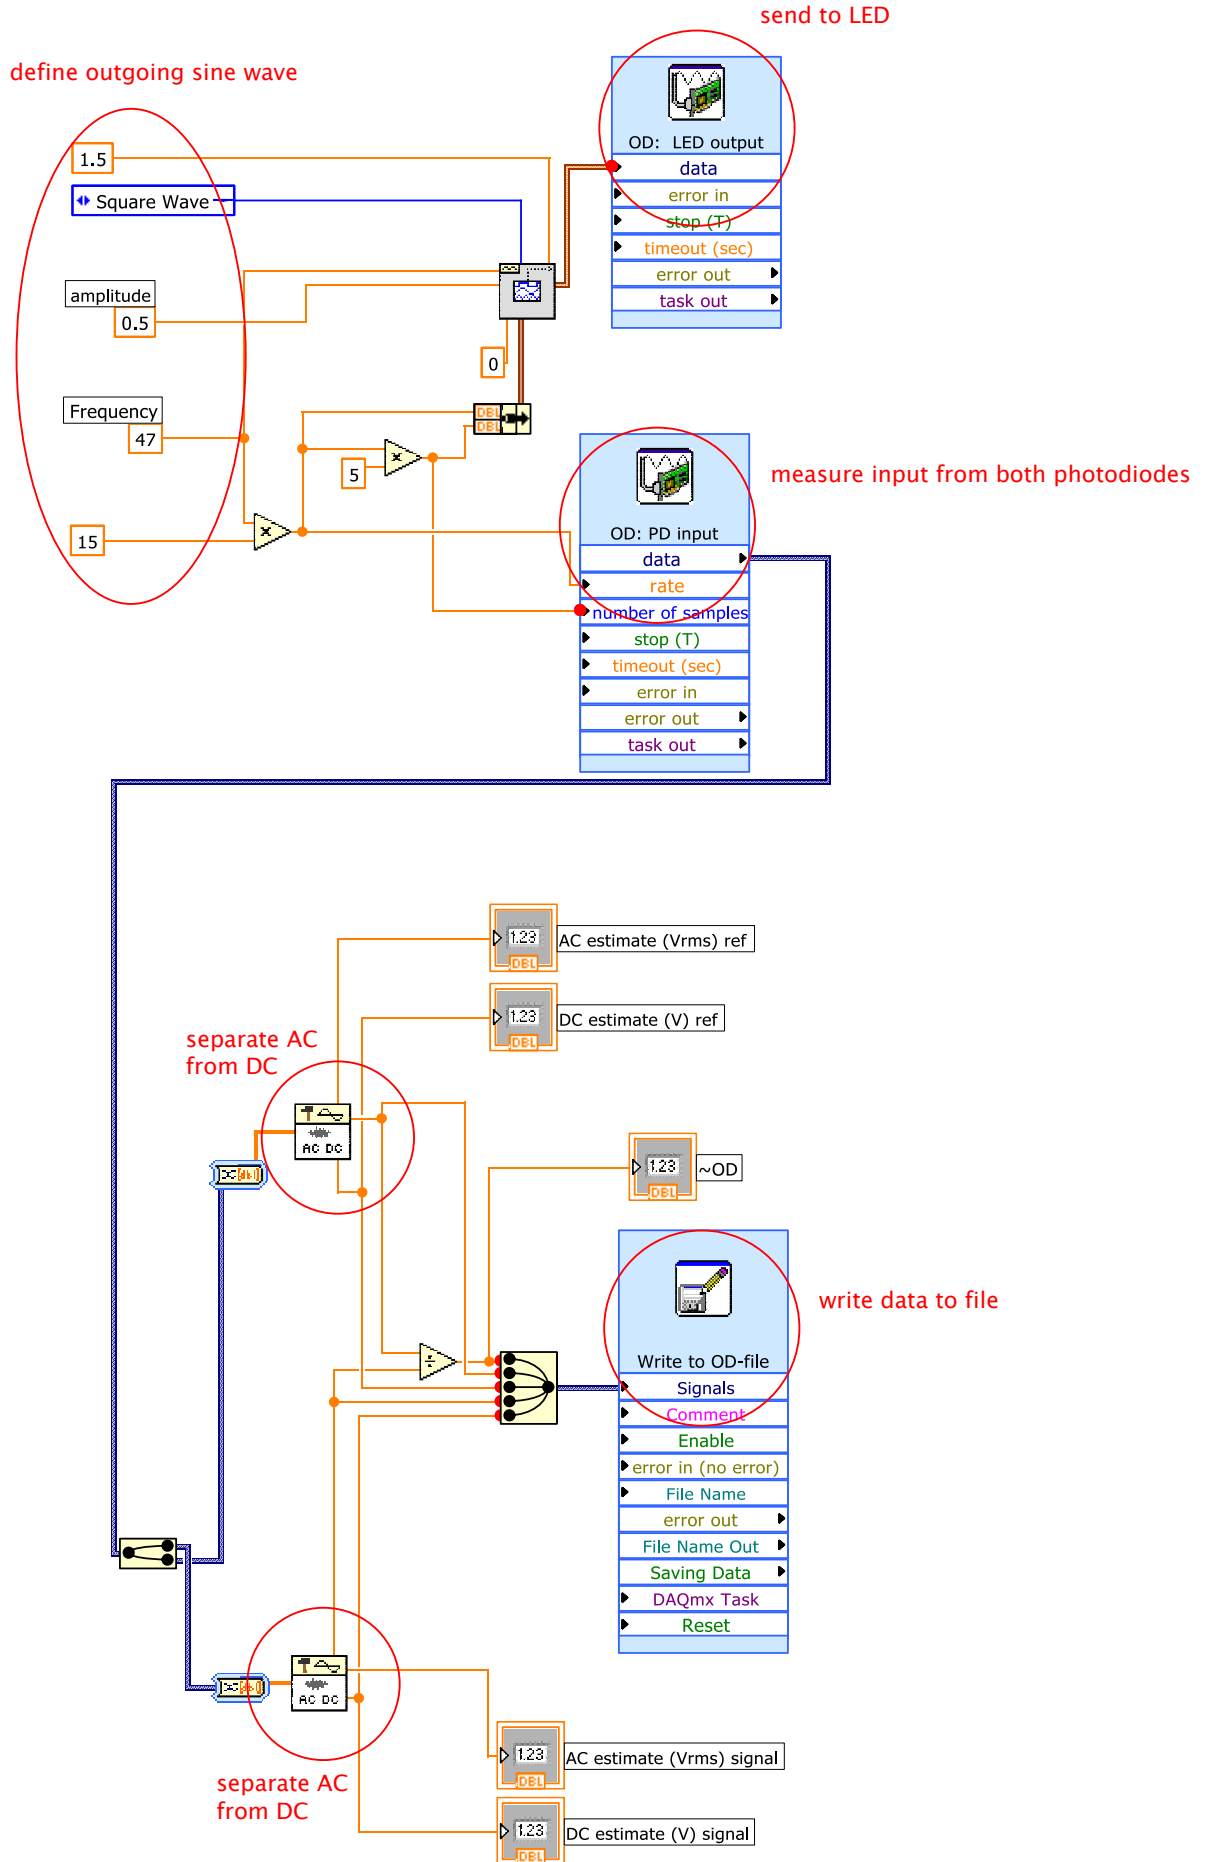 send to LED
define outgoing sine wave
OD:  LED output
1.5
data
Square Wave
error in
stop (T)
timeout (sec)
error out
task out
amplitude
0.5
0
Frequency
DBL
DBL
47
5
measure input from both photodiodes
x
OD: PD input
15
x
data
rate
number of samples
stop (T)
timeout (sec)
error in
error out
task out
1.23
AC estimate (Vrms) ref
DBL
1.23
DC estimate (V) ref
DBL
separate AC
from DC
AC DC
1.23
~OD
DBL
[dbl]
write data to file
÷
Write to OD-file
Signals
Comment
Enable
error in (no error)
File Name
error out
File Name Out
Saving Data
DAQmx Task
Reset
[dbl]
AC DC
1.23
AC estimate (Vrms) signal
DBL
separate AC
from DC
1.23
DC estimate (V) signal
DBL